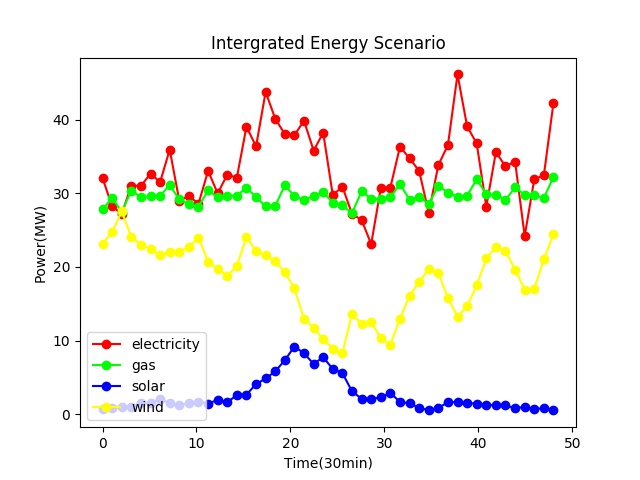 Intergrated Energy Scenario
Power(MW)
40
30
20
10
0
electricity
gas
solar
wind
0 10 20 30 40 50
Time(30min)